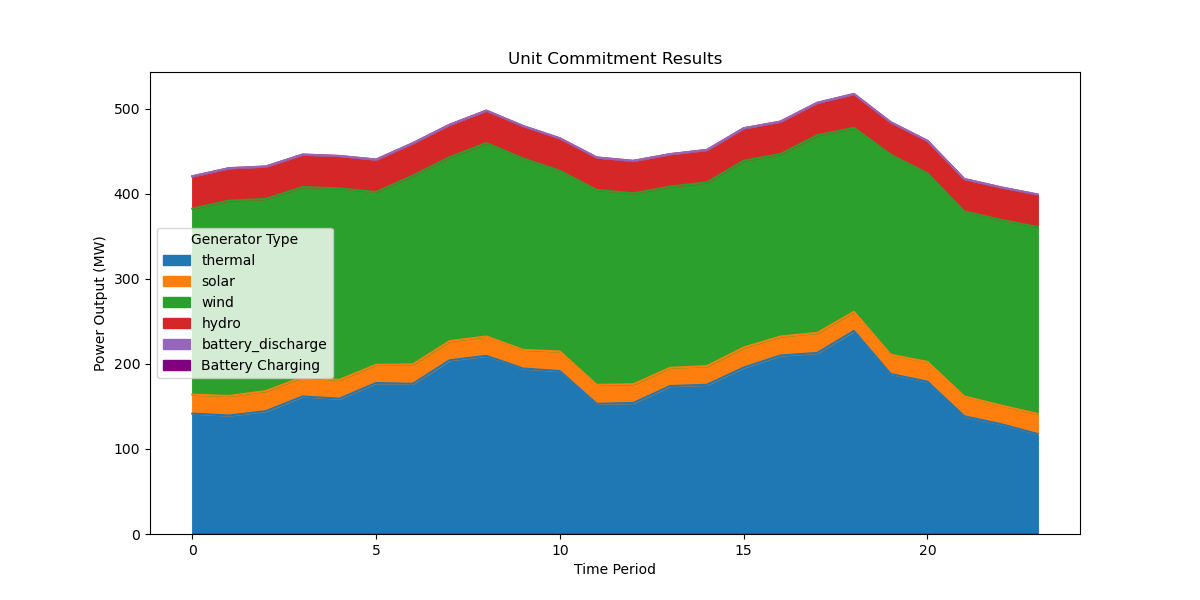 Unit Commitment Results
Power Output (MW)
500
400
300
200
100
0
Generator Type
thermal
solar
wind
hydro
battery_discharge
Battery Charging
0 5 10 15 20
Time Period